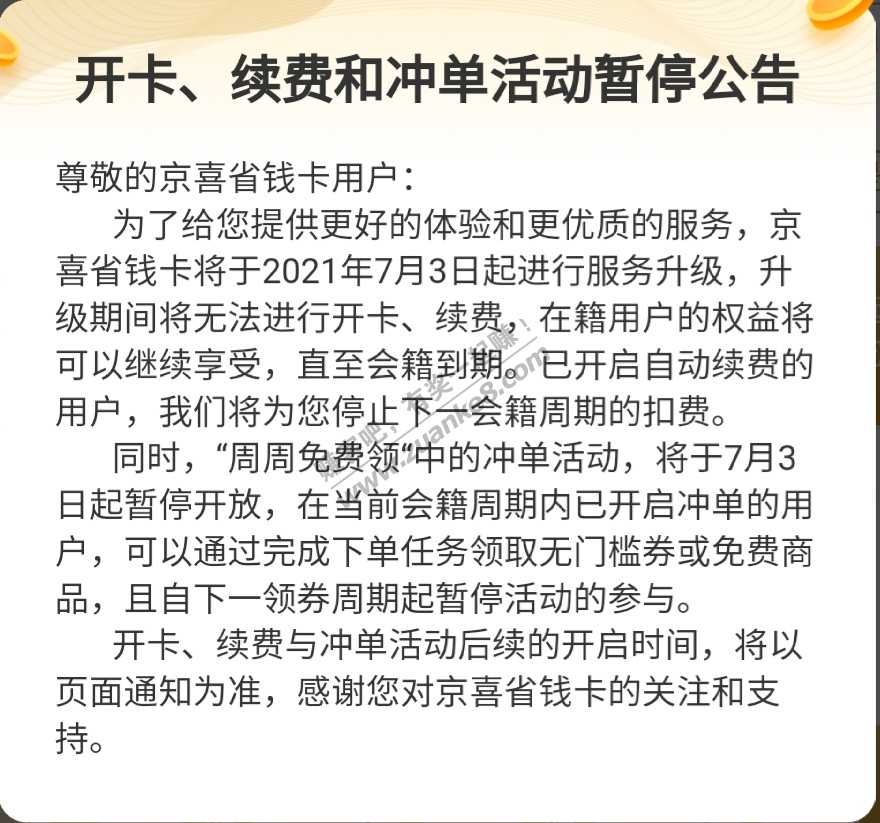 开卡、续费和冲单活动暂停公告
尊敬的京喜省钱卡用户：
为了给您提供更好的体验和更优质的服务，京
喜省钱卡将于2021年7月3日起进行服务升级，升
级期间将无法进行开卡、续费，在籍用户的权益将
可以继续享受，直至会籍到期。已开启自动续费的
用户，我们将为您停止下一会籍周期的扣费。
同时，“周周免费领“中的冲单活动，将于7月3
日起暂停开放，在当前会籍周期内已开启冲单的用
户，可以通过完成下单任务领取无门槛券或免费商
品，且自下一领券周期起暂停活动的参与。
开卡、续费与冲单活动后续的开启时间，将以
页面通知为准，感谢您对京喜省钱卡的关注和支
持。
赚客吧，有奖一起赚！
www.zuanke8.com